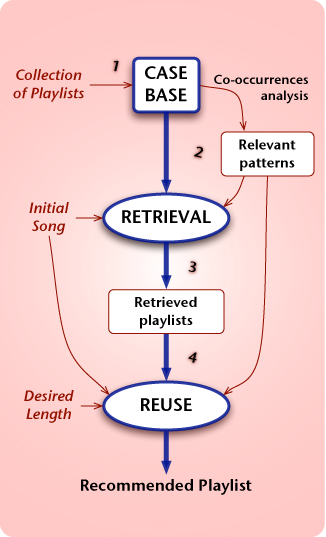 1
Collection
of Playlists
CASE
BASE
Co-occurrences
analysis
2
Relevant
patterns
Initial
Song
RETRIEVAL
3
Retrieved
playlists
4
Desired
Length
REUSE
Recommended Playlist